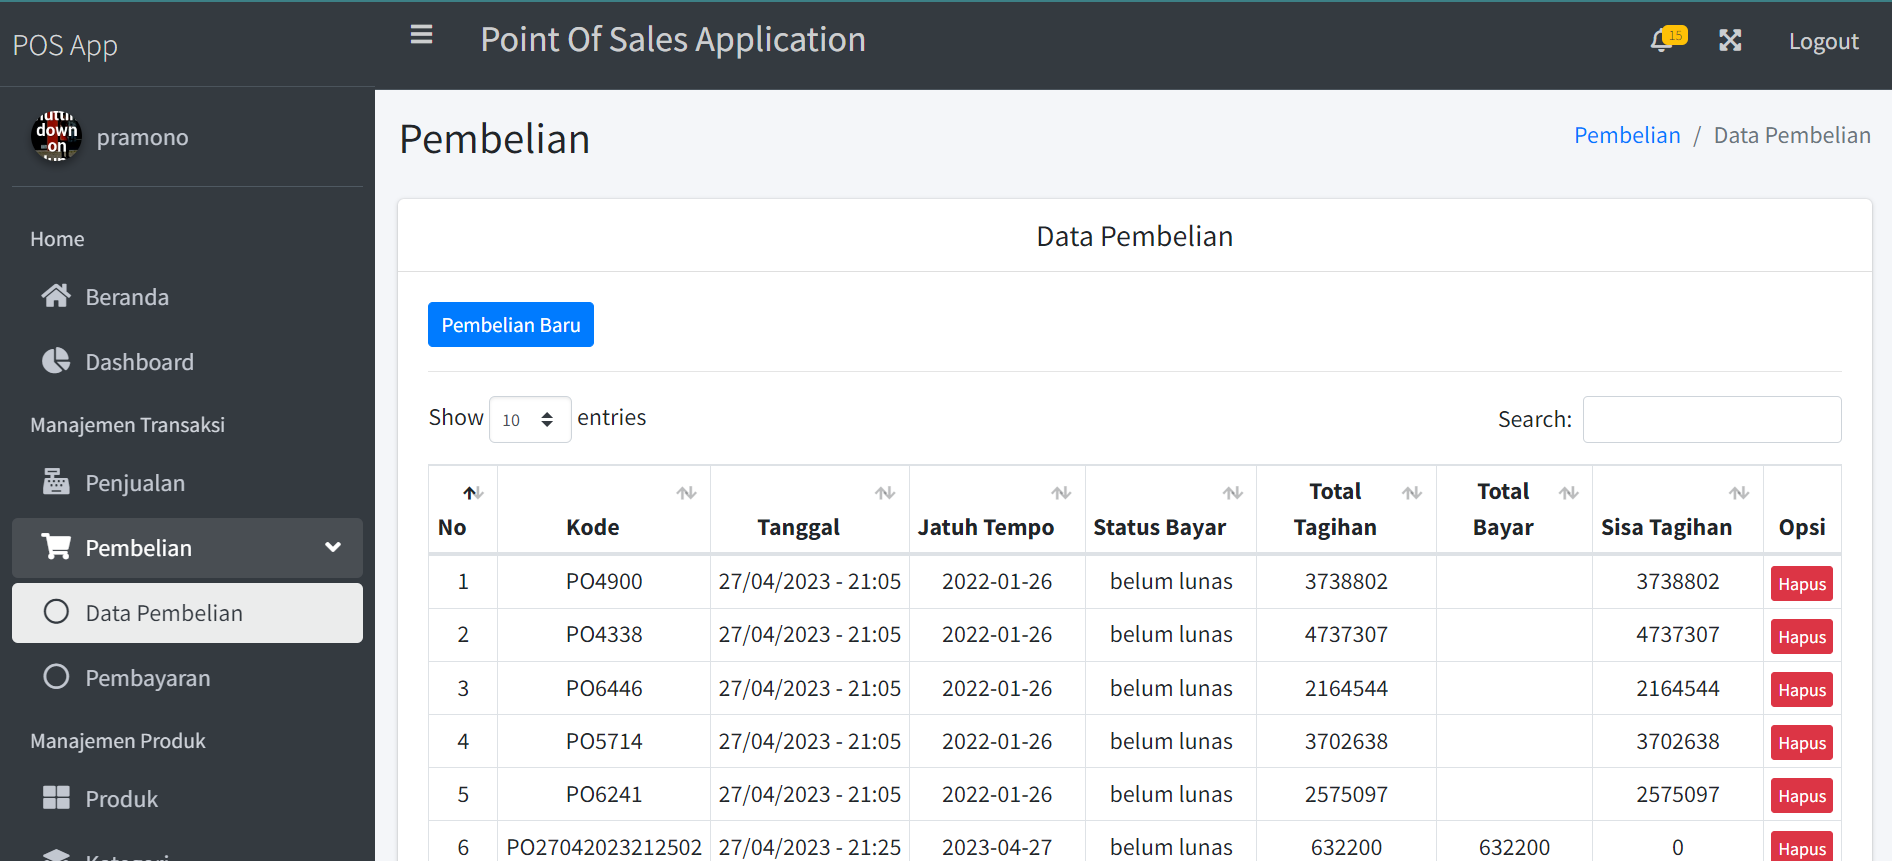 POS App
Point Of Sales Application
15
Logout
down
on
pramono
Home
Beranda
Dashboard
Manajemen Transaksi
Penjualan
Pembelian
Data Pembelian
Pembayaran
Manajemen Produk
Produk
Kategori
Pembelian
Pembelian / Data Pembelian
Data Pembelian
Pembelian Baru
Show 10 entries
Search:
No Kode Tanggal Jatuh Tempo Status Bayar Total Tagihan Total Bayar Sisa Tagihan Opsi
1 PO4900 27/04/2023 - 21:05 2022-01-26 belum lunas 3738802 3738802 Hapus
2 PO4338 27/04/2023 - 21:05 2022-01-26 belum lunas 4737307 4737307 Hapus
3 PO6446 27/04/2023 - 21:05 2022-01-26 belum lunas 2164544 2164544 Hapus
4 PO5714 27/04/2023 - 21:05 2022-01-26 belum lunas 3702638 3702638 Hapus
5 PO6241 27/04/2023 - 21:05 2022-01-26 belum lunas 2575097 2575097 Hapus
6 PO27042023212502 27/04/2023 - 21:25 2023-04-27 belum lunas 632200 632200 0 Hapus